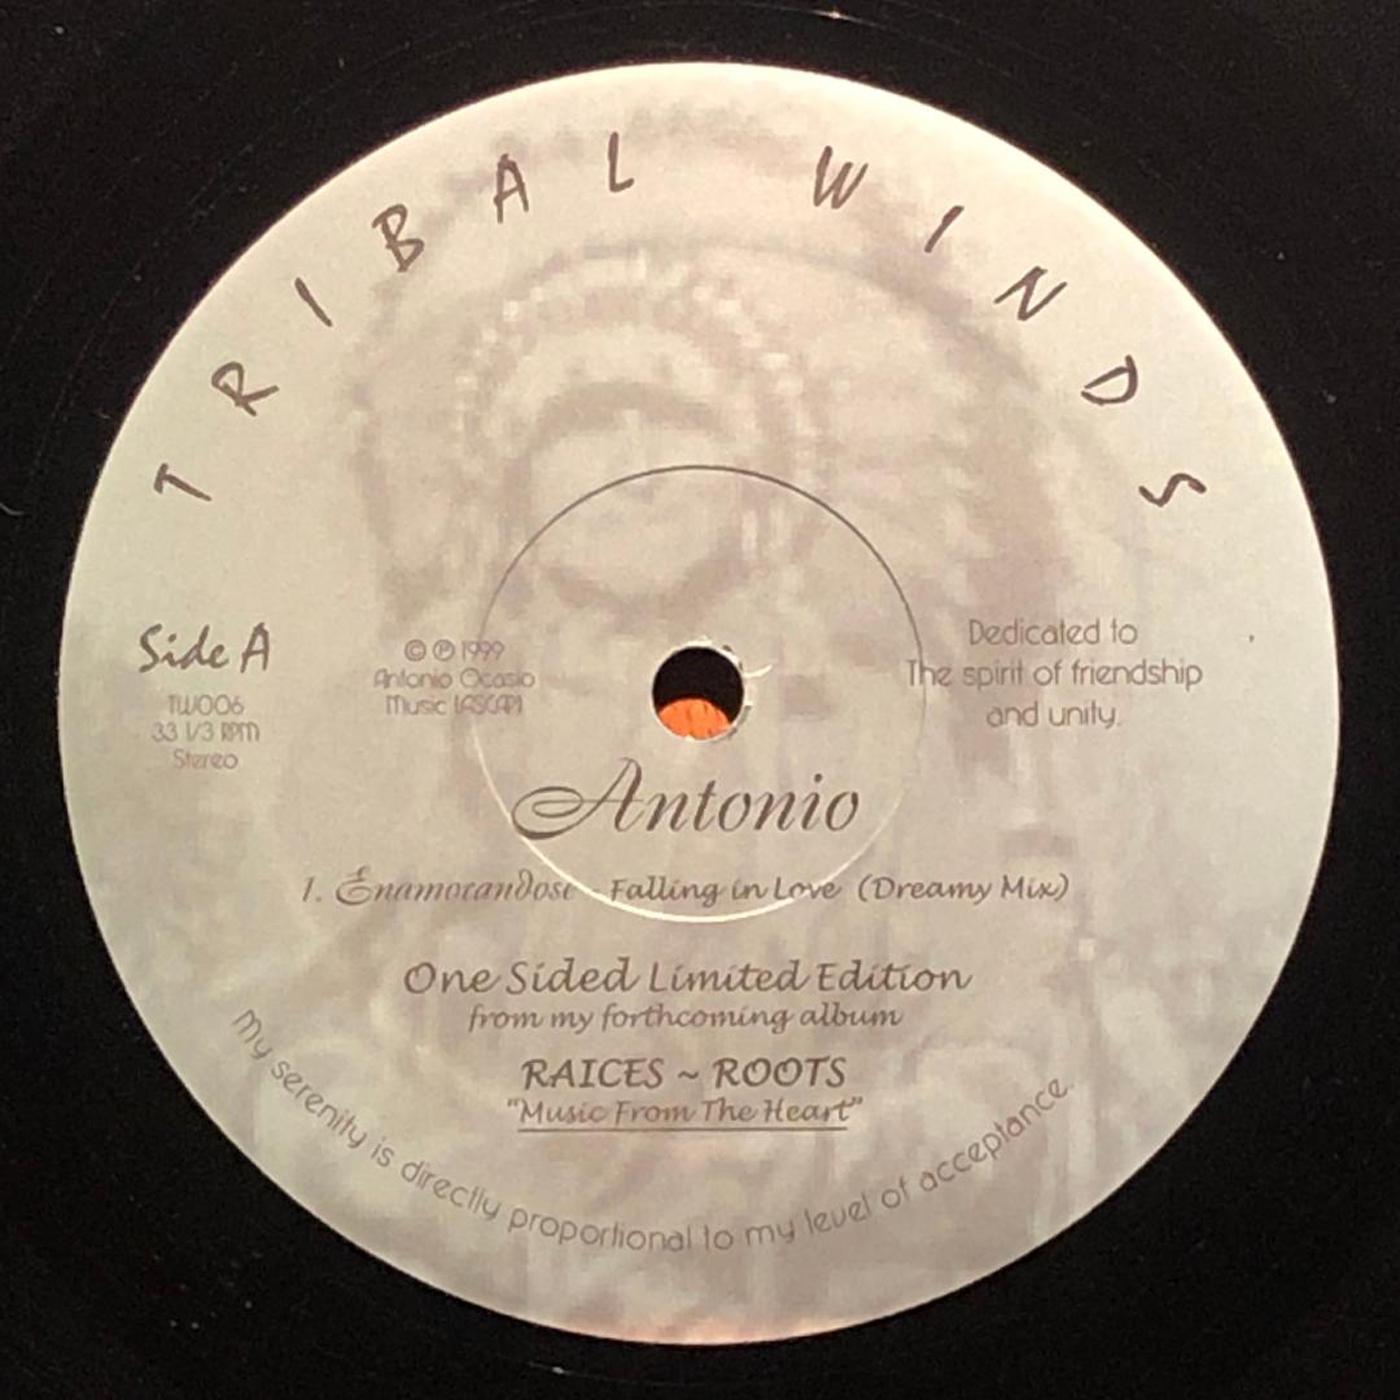 TRIBAL WINDS
Side A
TW006
33 1/3 RPM
Stereo
© ℗ 1999
Antonio Ocasio
Music (ASCAP)
Dedicated to
The spirit of friendship
and unity.
Antonio
1. Enamorandose - Falling in Love (Dreamy Mix)
One Sided Limited Edition
from my forthcoming album
RAICES ~ ROOTS
"Music From The Heart"
My serenity is directly proportional to my level of acceptance.